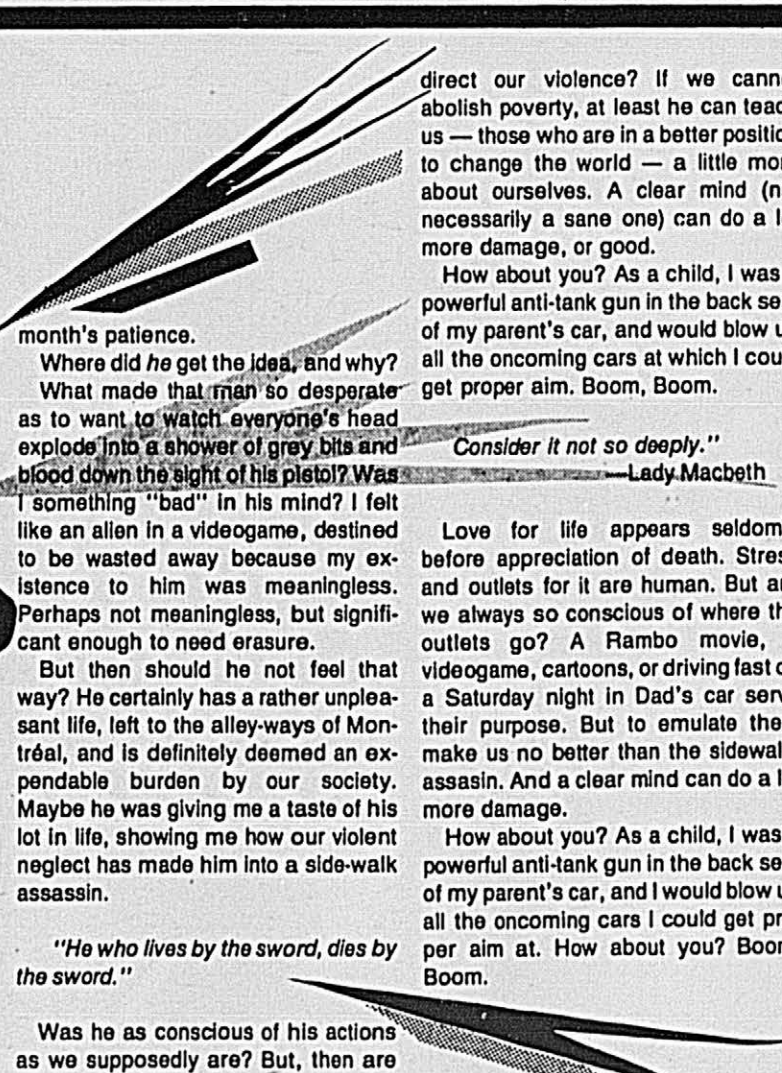 month's patience.
Where did he get the idea, and why?
What made that man so desperate
as to want to watch everyone's head
explode into a shower of grey bits and
blood down the sight of his pistol? Was
I something "bad" in his mind? I felt
like an alien in a videogame, destined
to be wasted away because my ex-
istence to him was meaningless.
Perhaps not meaningless, but signifi-
cant enough to need erasure.
But then should he not feel that
way? He certainly has a rather unplea-
sant life, left to the alley-ways of Mon-
tréal, and is definitely deemed an ex-
pendable burden by our society.
Maybe he was giving me a taste of his
lot in life, showing me how our violent
neglect has made him into a side-walk
assassin.
"He who lives by the sword, dies by
the sword."
Was he as conscious of his actions
as we supposedly are? But, then are
direct our violence? If we cann
abolish poverty, at least he can teac
us — those who are in a better positio
to change the world — a little mor
about ourselves. A clear mind (n
necessarily a sane one) can do a l
more damage, or good.
How about you? As a child, I was
powerful anti-tank gun in the back se
of my parent's car, and would blow u
all the oncoming cars at which I cou
get proper aim. Boom, Boom.
Consider it not so deeply."
—Lady Macbeth
Love for life appears seldom
before appreciation of death. Stres
and outlets for it are human. But a
we always so conscious of where th
outlets go? A Rambo movie,
videogame, cartoons, or driving fast o
a Saturday night in Dad's car serv
their purpose. But to emulate the
make us no better than the sidewal
assasin. And a clear mind can do a l
more damage.
How about you? As a child, I was
powerful anti-tank gun in the back se
of my parent's car, and I would blow u
all the oncoming cars I could get pr
per aim at. How about you? Boo
Boom.